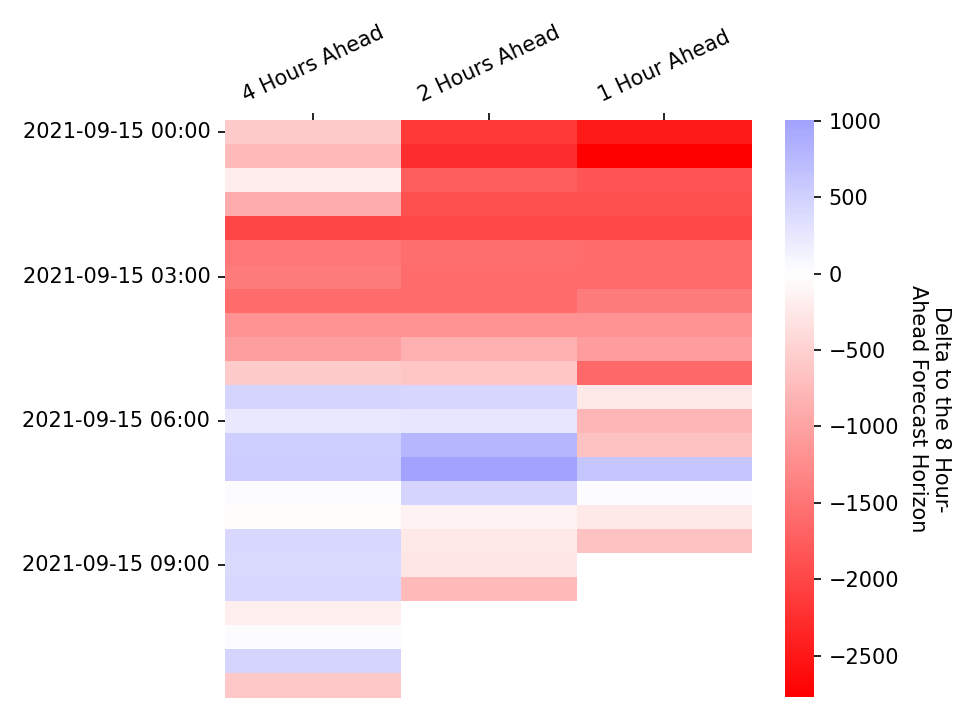 4 Hours Ahead
2 Hours Ahead
1 Hour Ahead
2021-09-15 00:00
2021-09-15 03:00
2021-09-15 06:00
2021-09-15 09:00
1000
500
0
−500
−1000
−1500
−2000
−2500
Delta to the 8 Hour-
Ahead Forecast Horizon